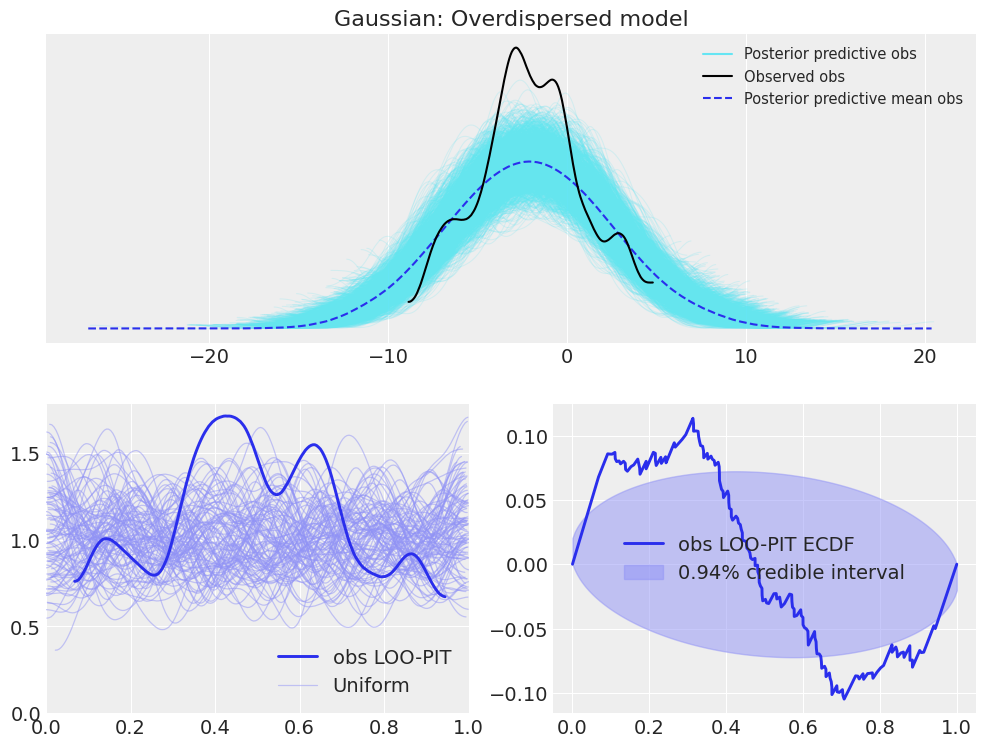 Gaussian: Overdispersed model
Posterior predictive obs
Observed obs
Posterior predictive mean obs
−20 −10 0 10 20
1.5
1.0
0.5
0.0
obs LOO-PIT
Uniform
0.0 0.2 0.4 0.6 0.8 1.0
0.10
0.05
0.00
−0.05
−0.10
obs LOO-PIT ECDF
0.94% credible interval
0.0 0.2 0.4 0.6 0.8 1.0